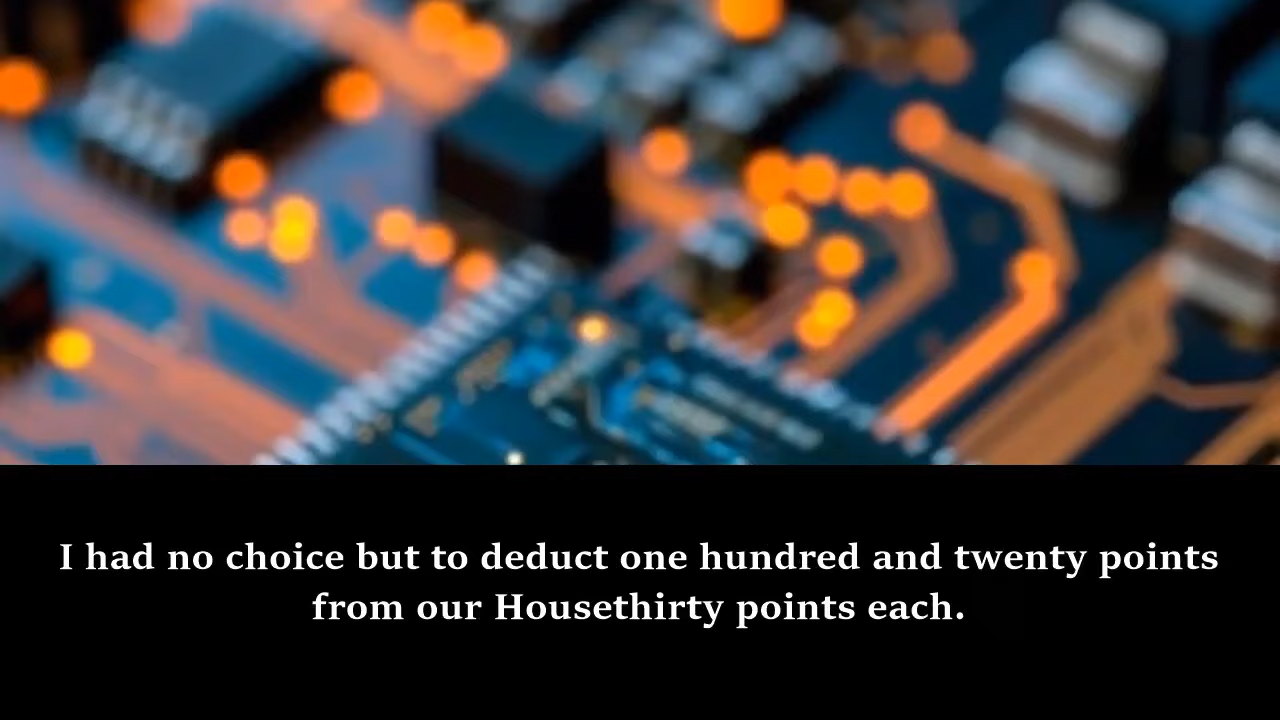 I had no choice but to deduct one hundred and twenty points
from our Housethirty points each.